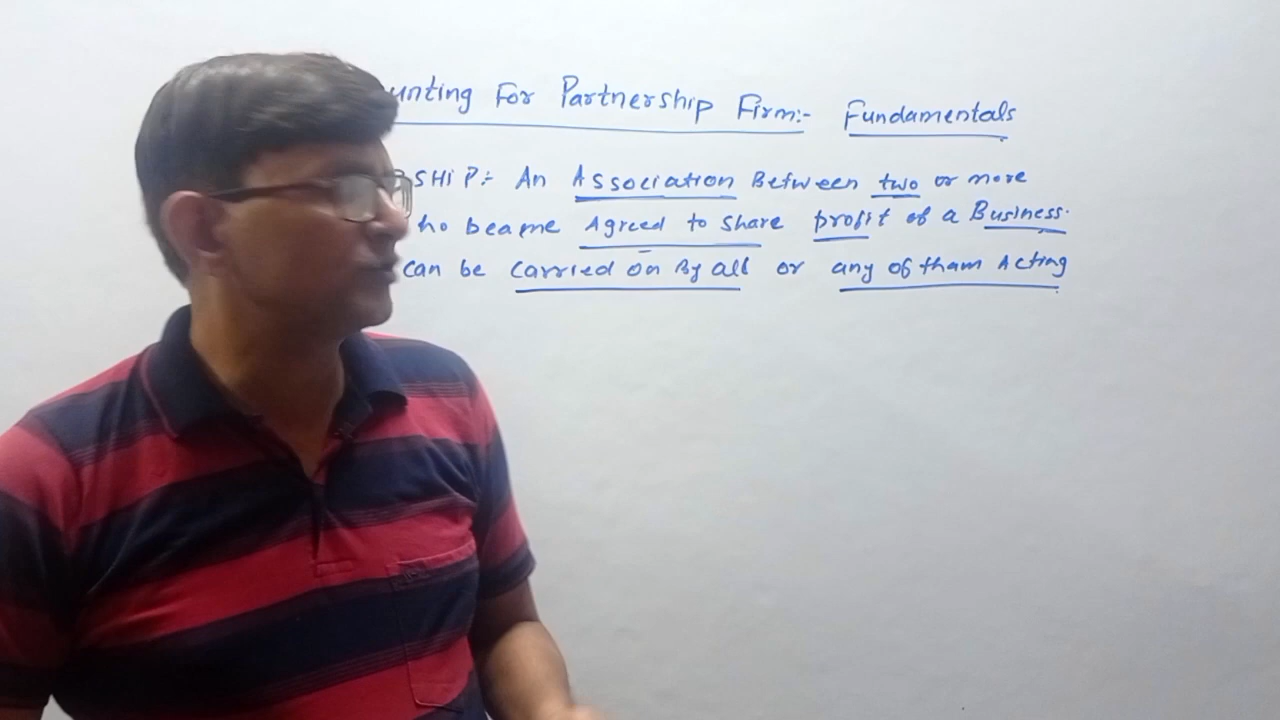 unting For Partnership Firm:- Fundamentals
SHiP:- An Association Between two or more
ho beame Agreed to Share profit of a Business.
can be Carried on By all or any of tham Acting